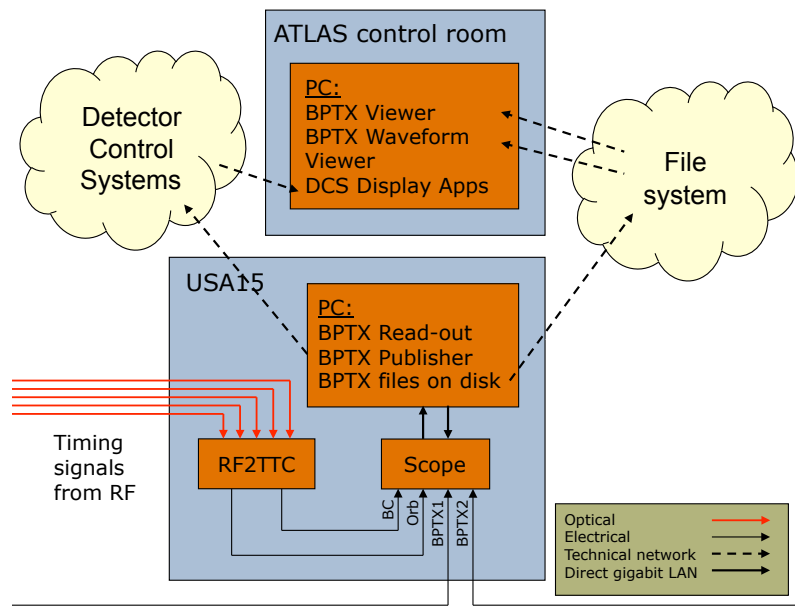 ATLAS control room
PC:
BPTX Viewer
BPTX Waveform
Viewer
DCS Display Apps
Detector
Control
Systems
File
system
USA15
PC:
BPTX Read-out
BPTX Publisher
BPTX files on disk
Timing
signals
from RF
RF2TTC
Scope
BC
Orb
BPTX1
BPTX2
Optical
Electrical
Technical network
Direct gigabit LAN